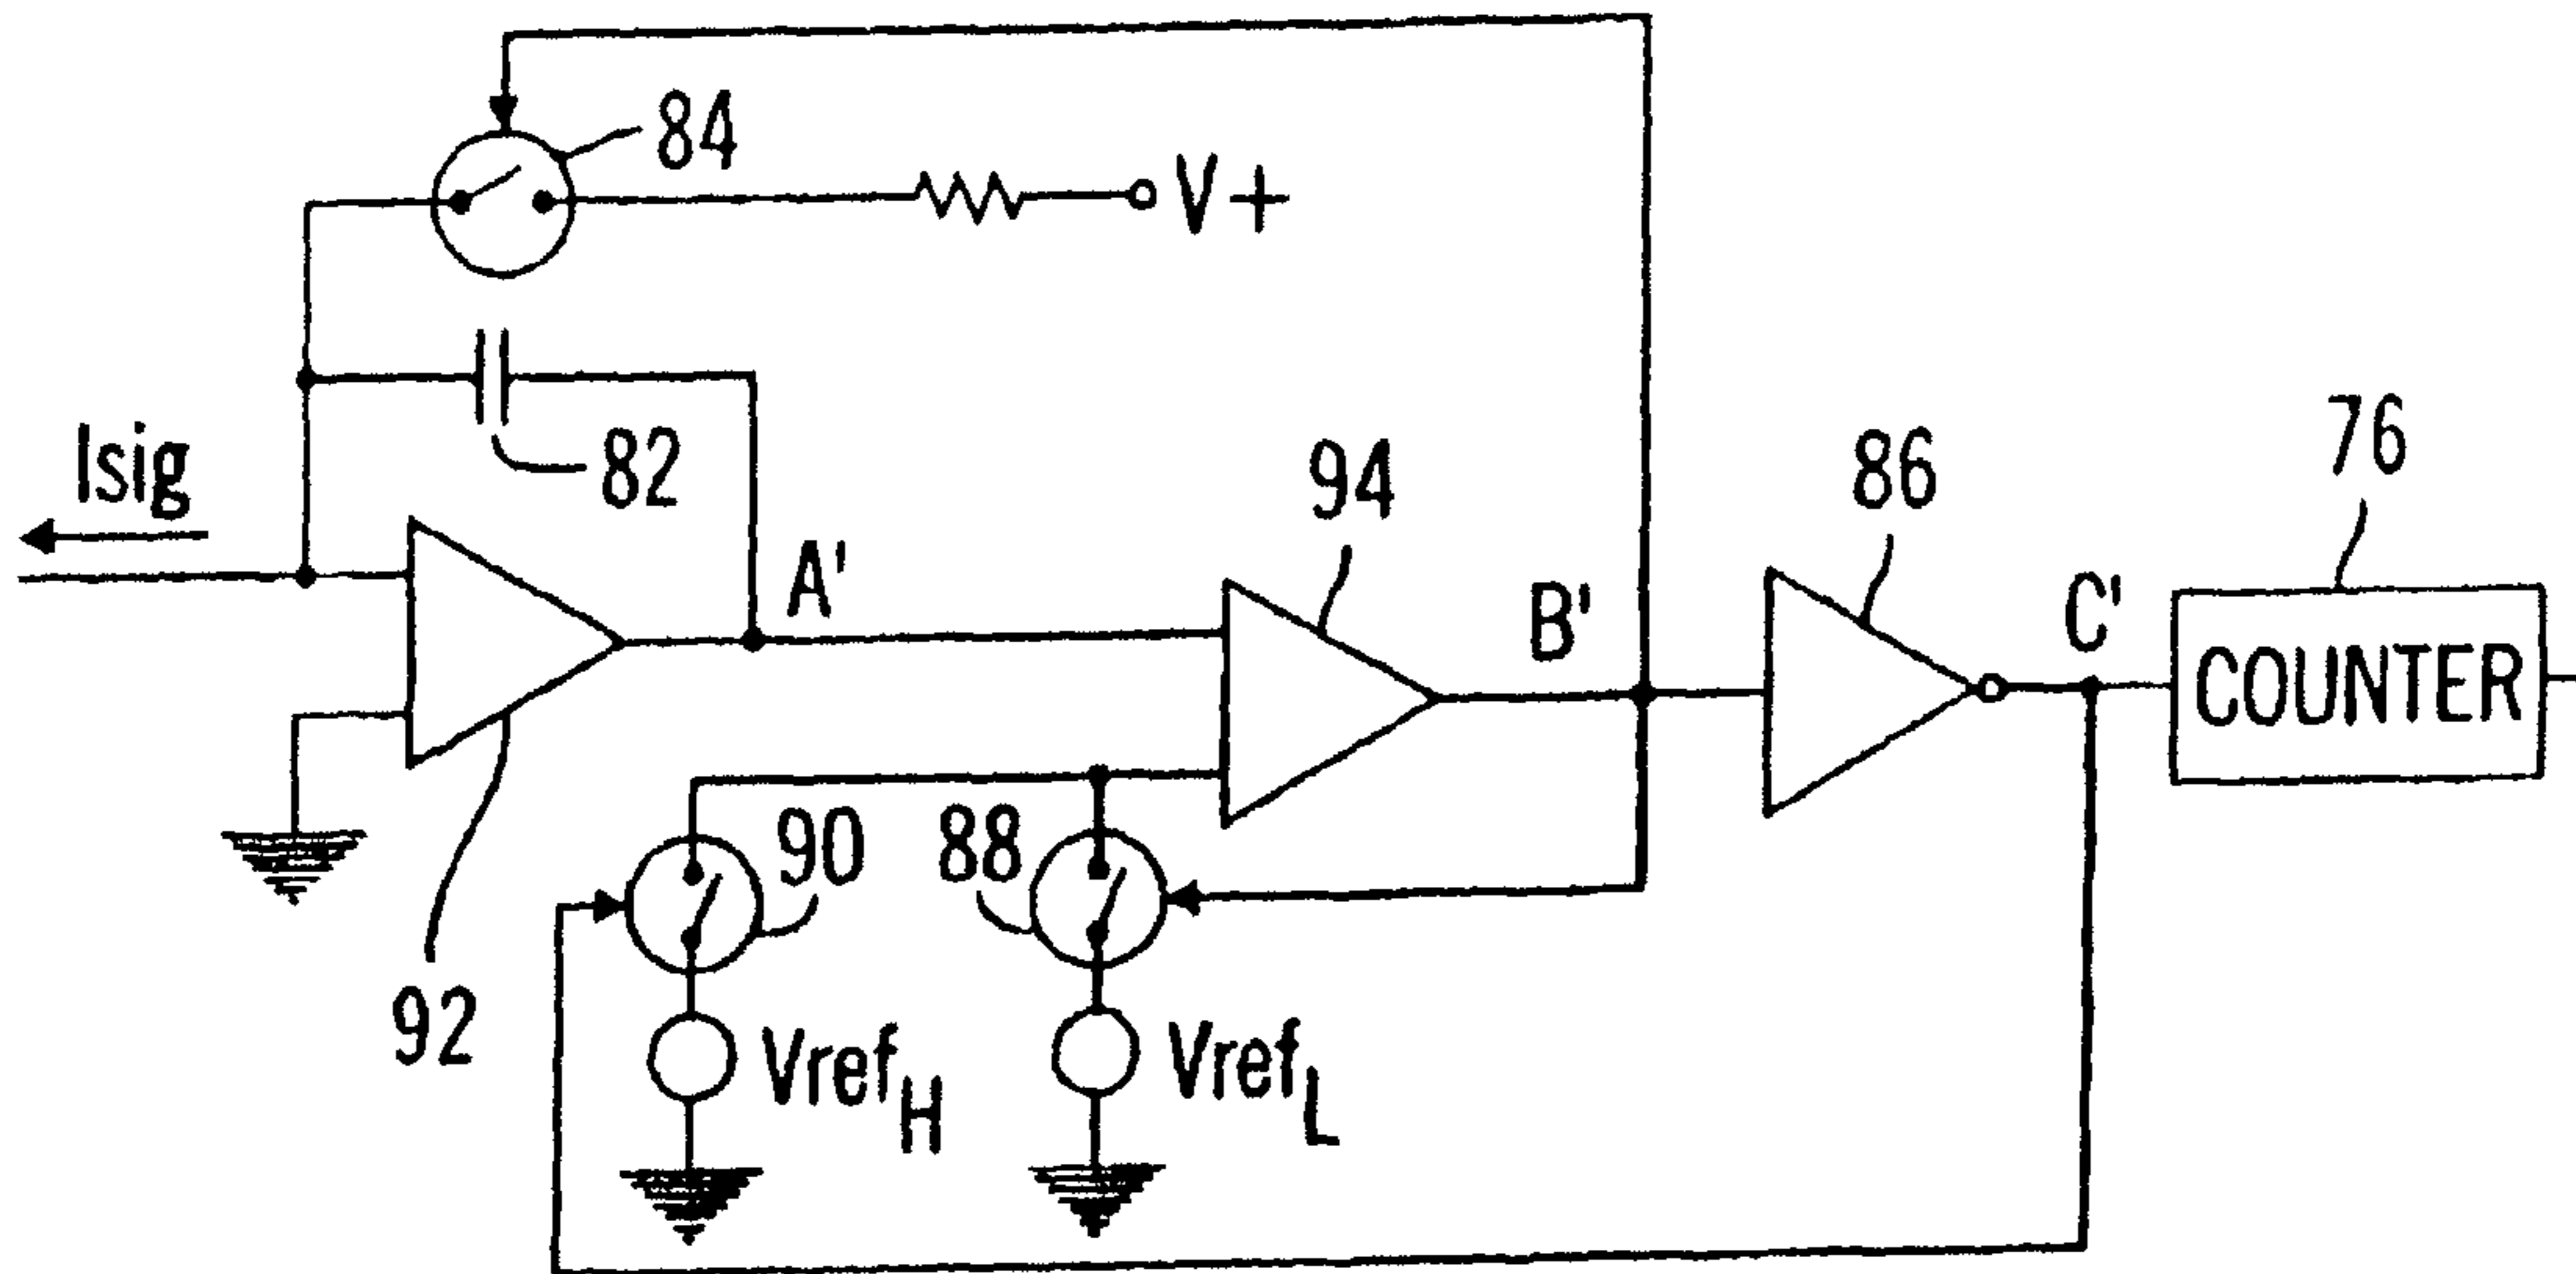 84
V+
Isig
82
A'
94
B'
86
C'
76
COUNTER
90
88
92
VrefH
VrefL